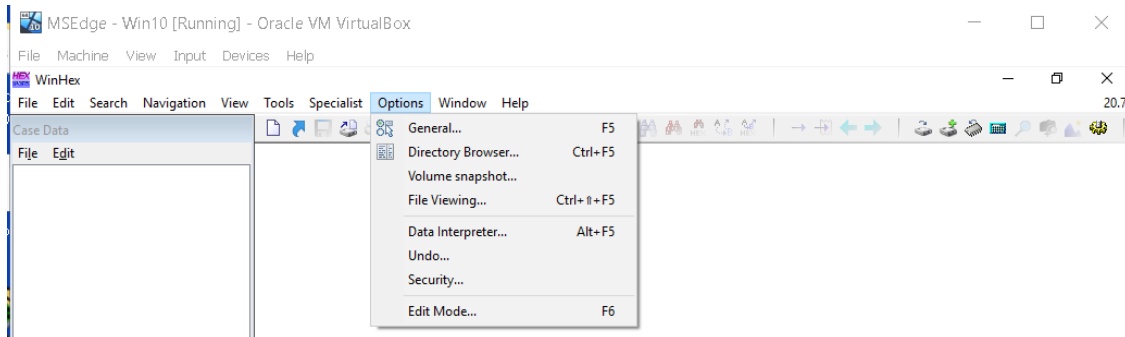 MSEdge - Win10 [Running] - Oracle VM VirtualBox
File Machine View Input Devices Help
WinHex
File Edit Search Navigation View Tools Specialist Options Window Help 20.7
Case Data
File Edit
General... F5
Directory Browser... Ctrl+F5
Volume snapshot...
File Viewing... Ctrl+⇧+F5
Data Interpreter... Alt+F5
Undo...
Security...
Edit Mode... F6